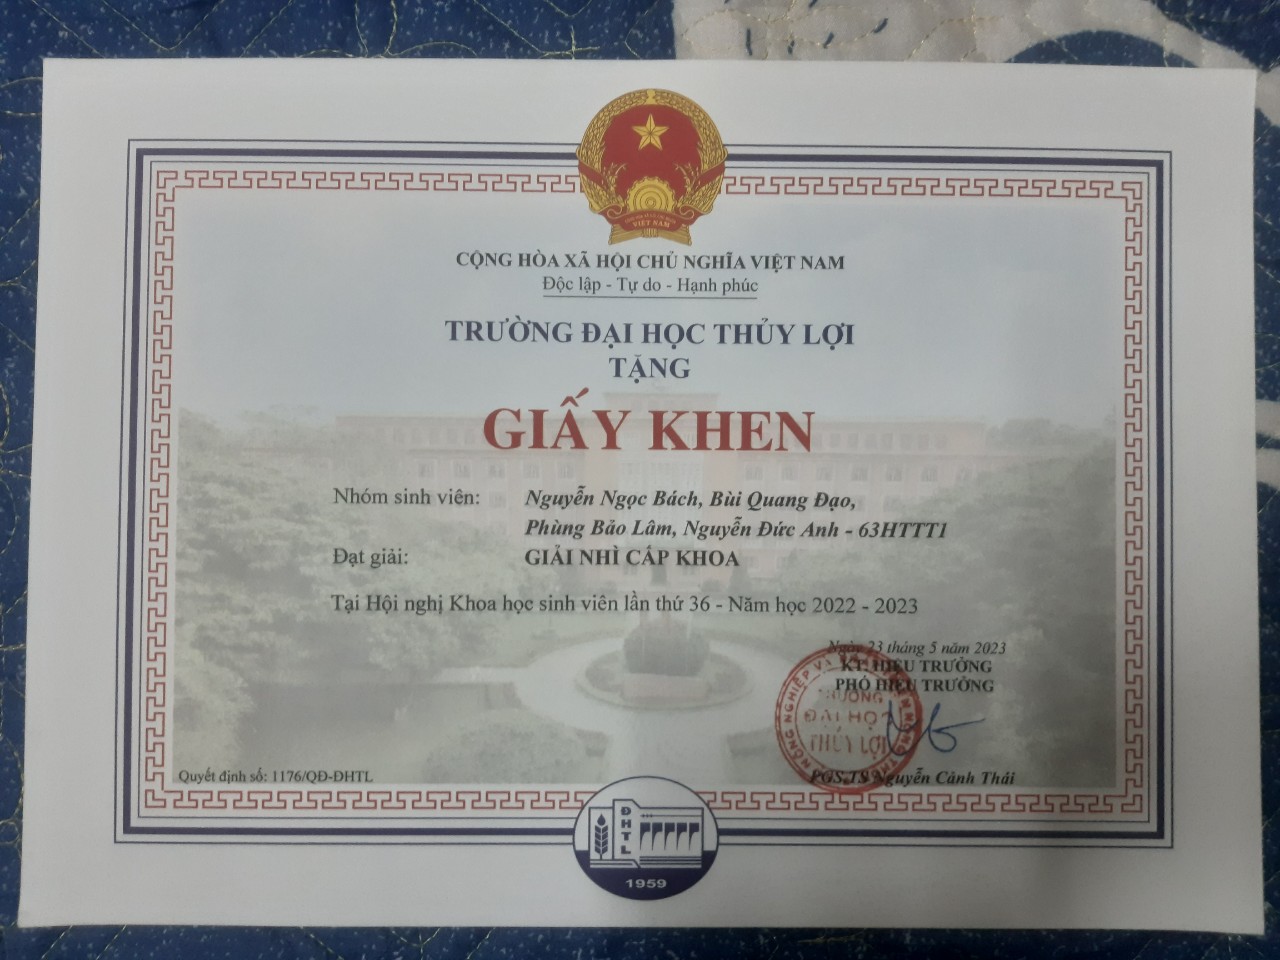 CỘNG HÒA XÃ HỘI CHỦ NGHĨA VIỆT NAM
Độc lập - Tự do - Hạnh phúc
TRƯỜNG ĐẠI HỌC THỦY LỢI
TẶNG
GIẤY KHEN
Nhóm sinh viên: Nguyễn Ngọc Bách, Bùi Quang Đạo,
Phùng Bảo Lâm, Nguyễn Đức Anh - 63HTTT1
Đạt giải: GIẢI NHÌ CẤP KHOA
Tại Hội nghị Khoa học sinh viên lần thứ 36 - Năm học 2022 - 2023
Ngày 23 tháng 5 năm 2023
KT. HIỆU TRƯỞNG
PHÓ HIỆU TRƯỞNG
TRƯỜNG
ĐẠI HỌC
THỦY LỢI
PGS.TS Nguyễn Cảnh Thái
Quyết định số: 1176/QĐ-ĐHTL
ĐHTL
1959